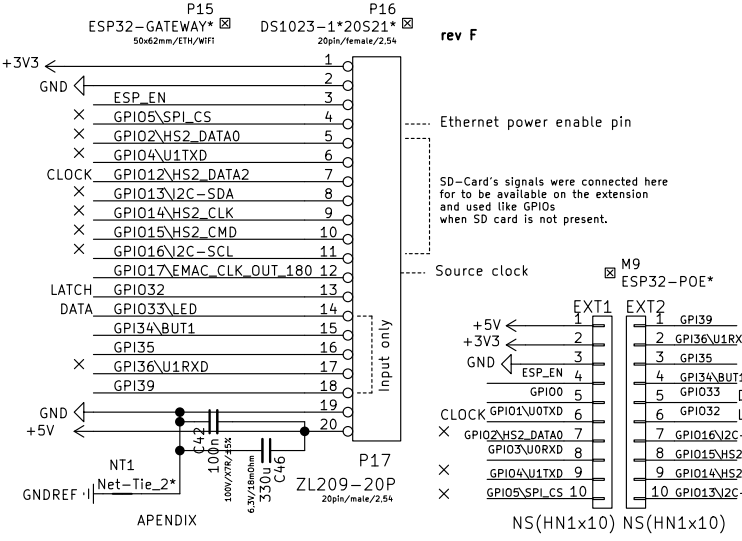 P15
ESP32-GATEWAY*
50x62mm/ETH/WiFi
P16
DS1023-1*20S21*
20pin/female/2,54
rev F
+3V3
1
GND
2
ESP_EN
3
GPIO5\SPI_CS
4
GPIO2\HS2_DATA0
5
GPIO4\U1TXD
6
CLOCK
GPIO12\HS2_DATA2
7
GPIO13\I2C-SDA
8
GPIO14\HS2_CLK
9
GPIO15\HS2_CMD
10
GPIO16\I2C-SCL
11
GPIO17\EMAC_CLK_OUT_180
12
LATCH
GPIO32
13
DATA
GPIO33\LED
14
GPI34\BUT1
15
GPI35
16
GPI36\U1RXD
17
GPI39
18
GND
19
+5V
20
Input only
Ethernet power enable pin
SD-Card's signals were connected here
for to be available on the extension
and used like GPIOs
when SD card is not present.
Source clock
C42
100n
100V/X7R/±5%
6.3V/18mOhm
330u
C46
NT1
Net-Tie_2*
GNDREF
APENDIX
P17
ZL209-20P
20pin/male/2,54
M9
ESP32-POE*
EXT1
EXT2
+5V
1
1
GPI39
+3V3
2
2
GPI36\U1RX
GND
3
3
GPI35
ESP_EN
4
4
GPI34\BUT1
GPIO0
5
5
GPIO33
CLOCK
GPIO1\U0TXD
6
6
GPIO32
L
GPIO2\HS2_DATA0
7
7
GPIO16\I2C-
GPIO3\U0RXD
8
8
GPIO15\HS2
GPIO4\U1TXD
9
9
GPIO14\HS2
GPIO5\SPI_CS
10
10
GPIO13\I2C-
NS(HN1x10)
NS(HN1x10)